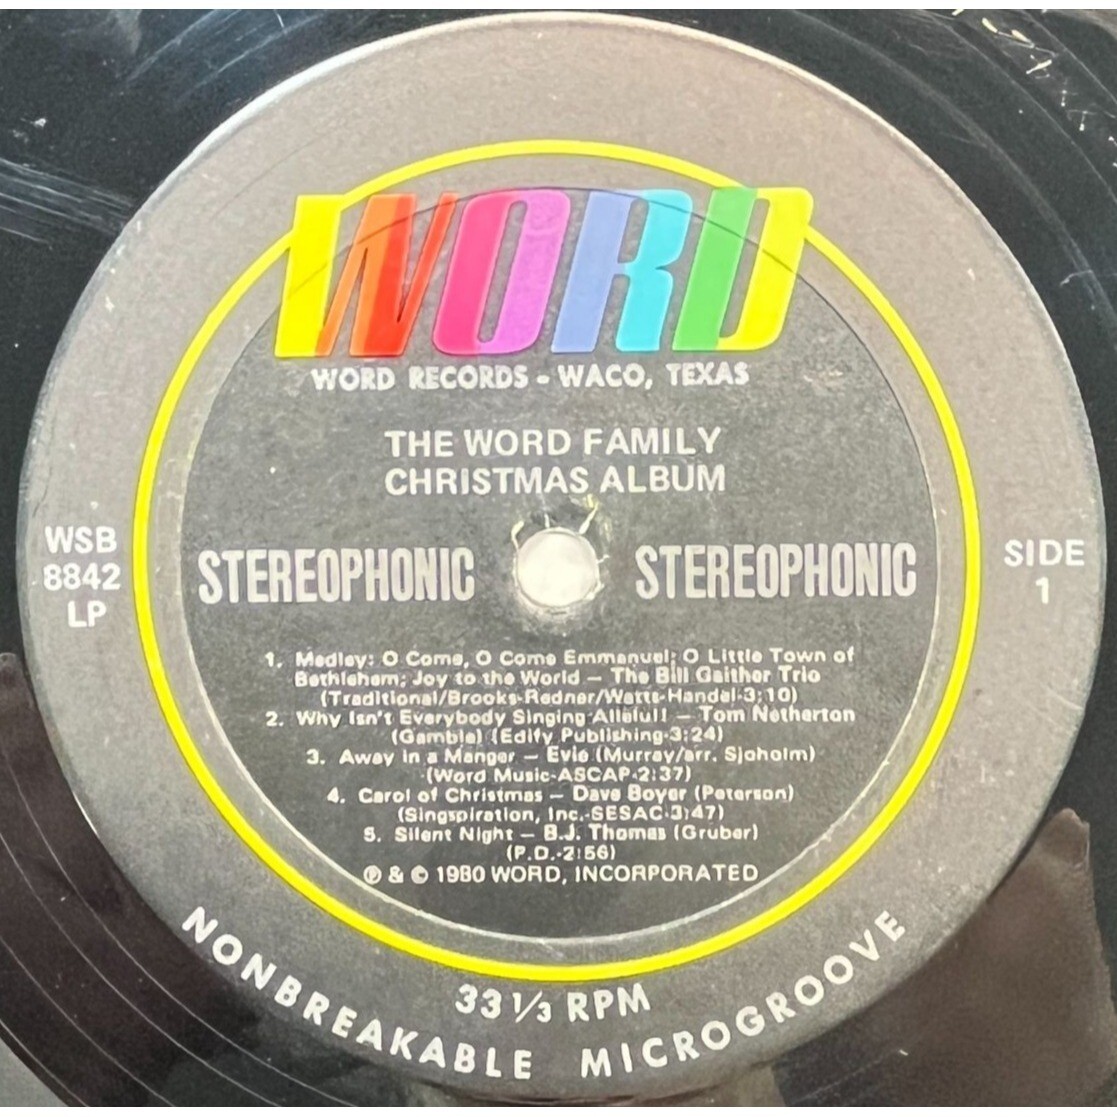 WORD
WORD RECORDS - WACO, TEXAS
THE WORD FAMILY
CHRISTMAS ALBUM
WSB
8842
LP
STEREOPHONIC STEREOPHONIC
SIDE
1
1. Medley: O Come, O Come Emmanuel; O Little Town of
Bethlehem; Joy to the World — The Bill Gaither Trio
(Traditional/Brooks-Redner/Watts-Handel-3:10)
2. Why Isn't Everybody Singing Allelu!! — Tom Netherton
(Gamble) (Edify Publishing-3:24)
3. Away in a Manger — Evie (Murray/arr. Sjoholm)
(Word Music-ASCAP-2:37)
4. Carol of Christmas — Dave Boyer (Peterson)
(Singspiration, Inc.-SESAC-3:47)
5. Silent Night — B.J. Thomas (Gruber)
(P.D.-2:56)
℗ & © 1980 WORD, INCORPORATED
33 1/3 RPM
NONBREAKABLE MICROGROOVE